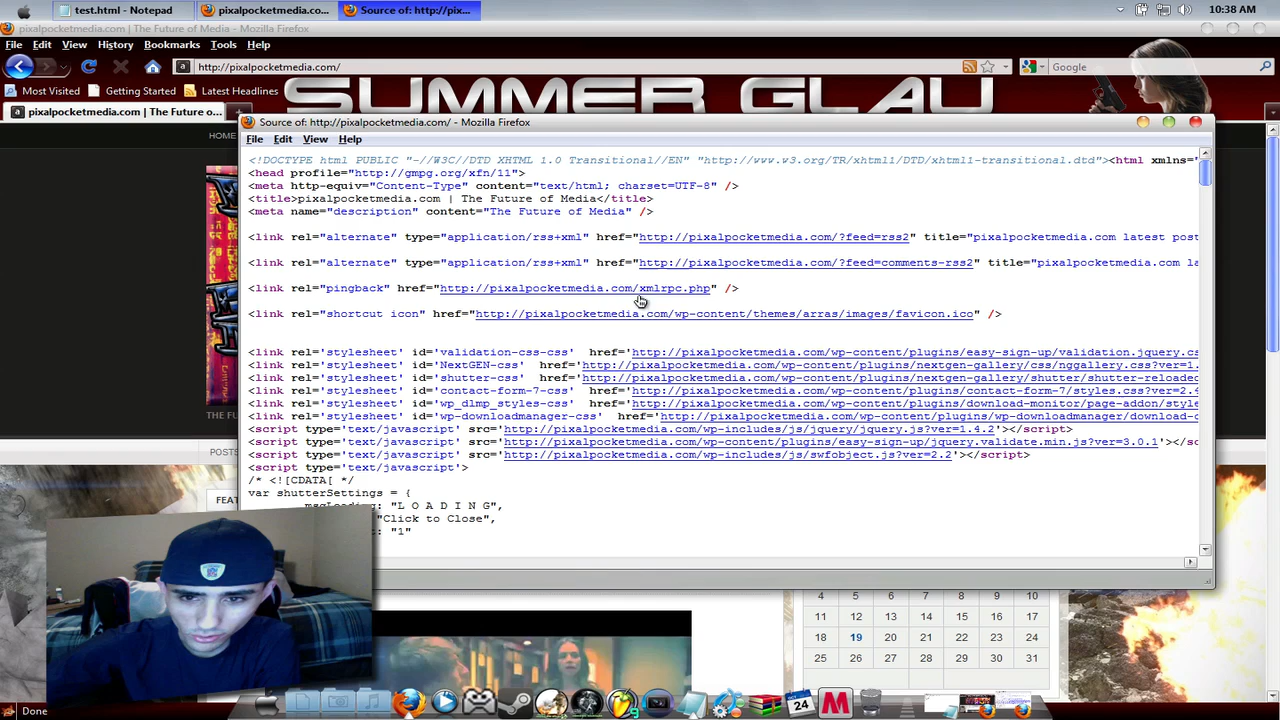 test.html - Notepad
pixalpocketmedia.co...
Source of: http://pix...
10:38 AM
pixalpocketmedia.com | The Future of Media - Mozilla Firefox
File Edit View History Bookmarks Tools Help
http://pixalpocketmedia.com/
Google
Most Visited Getting Started Latest Headlines
SUMMER GLAU
pixalpocketmedia.com | The Future o...
HOME
Source of: http://pixalpocketmedia.com/ - Mozilla Firefox
File Edit View Help
<!DOCTYPE html PUBLIC "-//W3C//DTD XHTML 1.0 Transitional//EN" "http://www.w3.org/TR/xhtml1/DTD/xhtml1-transitional.dtd"><html xmlns="
<head profile="http://gmpg.org/xfn/11">
<meta http-equiv="Content-Type" content="text/html; charset=UTF-8" />
<title>pixalpocketmedia.com | The Future of Media</title>
<meta name="description" content="The Future of Media" />
<link rel="alternate" type="application/rss+xml" href="http://pixalpocketmedia.com/?feed=rss2" title="pixalpocketmedia.com latest post
<link rel="alternate" type="application/rss+xml" href="http://pixalpocketmedia.com/?feed=comments-rss2" title="pixalpocketmedia.com la
<link rel="pingback" href="http://pixalpocketmedia.com/xmlrpc.php" />
<link rel="shortcut icon" href="http://pixalpocketmedia.com/wp-content/themes/arras/images/favicon.ico" />
<link rel='stylesheet' id='validation-css-css' href='http://pixalpocketmedia.com/wp-content/plugins/easy-sign-up/validation.jquery.cs
<link rel='stylesheet' id='NextGEN-css' href='http://pixalpocketmedia.com/wp-content/plugins/nextgen-gallery/css/nggallery.css?ver=1.
<link rel='stylesheet' id='shutter-css' href='http://pixalpocketmedia.com/wp-content/plugins/nextgen-gallery/shutter/shutter-reloaded
<link rel='stylesheet' id='contact-form-7-css' href='http://pixalpocketmedia.com/wp-content/plugins/contact-form-7/styles.css?ver=2.4
<link rel='stylesheet' id='wp_dlmp_styles-css' href='http://pixalpocketmedia.com/wp-content/plugins/download-monitor/page-addon/style
<link rel='stylesheet' id='wp-downloadmanager-css' href='http://pixalpocketmedia.com/wp-content/plugins/wp-downloadmanager/download-c
<script type='text/javascript' src='http://pixalpocketmedia.com/wp-includes/js/jquery/jquery.js?ver=1.4.2'></script>
<script type='text/javascript' src='http://pixalpocketmedia.com/wp-content/plugins/easy-sign-up/jquery.validate.min.js?ver=3.0.1'></sc
<script type='text/javascript' src='http://pixalpocketmedia.com/wp-includes/js/swfobject.js?ver=2.2'></script>
<script type='text/javascript'>
/* <![CDATA[ */
var shutterSettings = {
msgLoading: "L O A D I N G",
"Click to Close",
: "1"
THE FU
POSTS
FEAT
4 5 6 7 8 9 10
11 12 13 14 15 16 17
18 19 20 21 22 23 24
25 26 27 28 29 30 31
24
Done